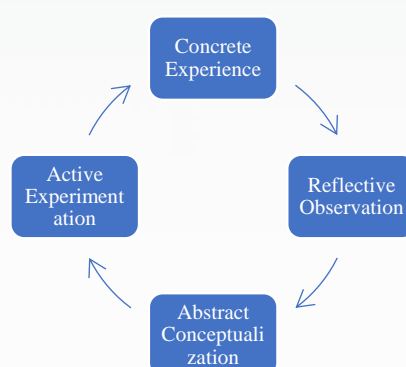 Concrete
Experience
Reflective
Observation
Abstract
Conceptuali
zation
Active
Experiment
ation